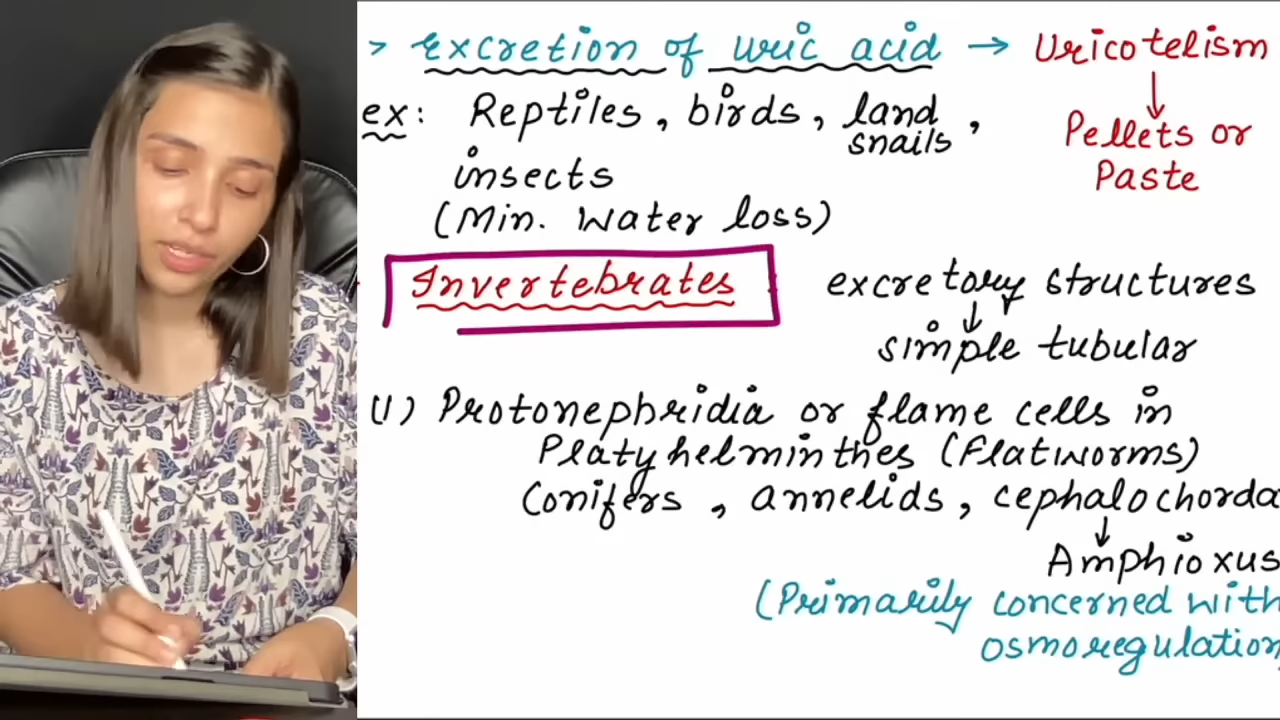 > Excretion of uric acid → Uricotelism
↓
ex: Reptiles, birds, land snails,
Pellets or
Paste
insects
(Min. Water loss)
Invertebrates
excretory structures
↓
simple tubular
(1) Protonephridia or flame cells in
Platyhelminthes (Flatworms)
Conifers, annelids, cephalochorda
↓
Amphioxus
(Primarily concerned with
osmoregulation